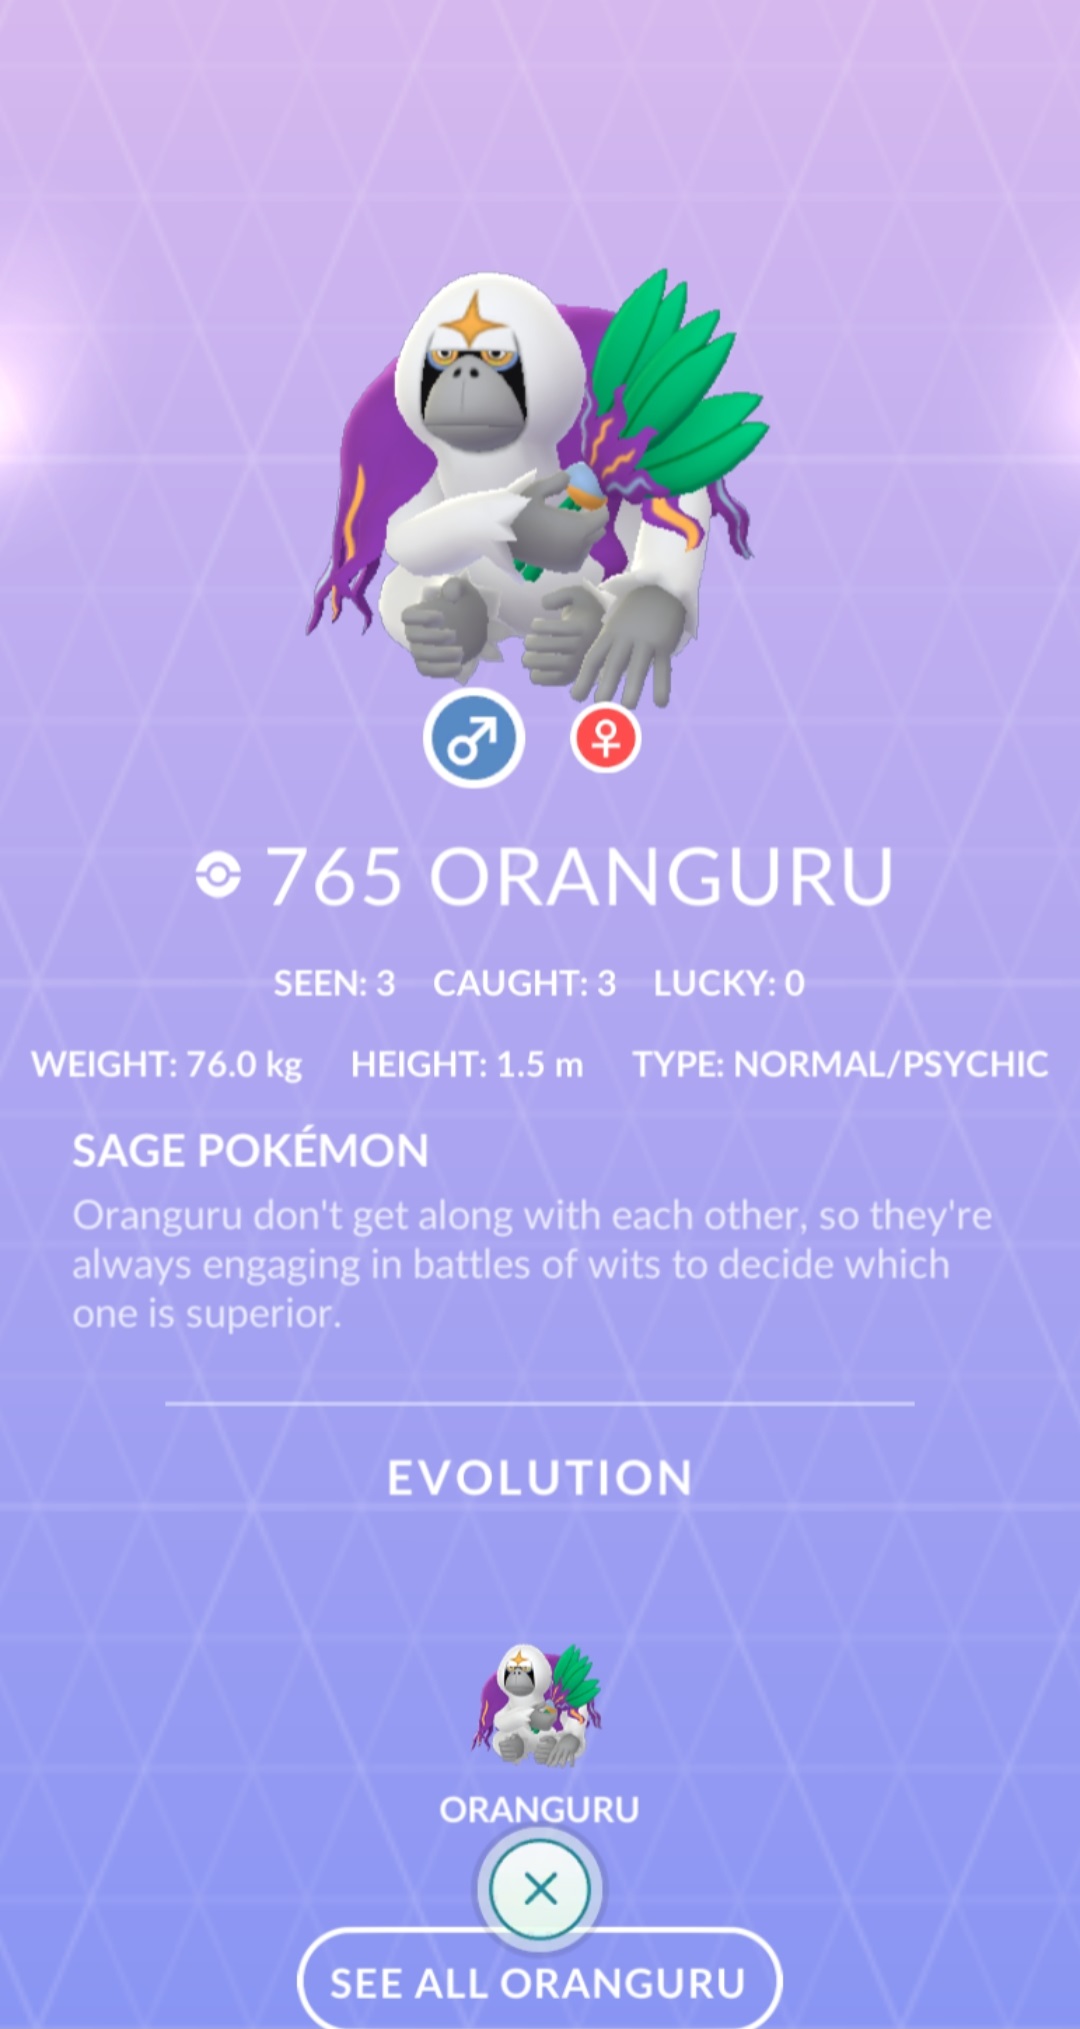 765 ORANGURU
SEEN: 3 CAUGHT: 3 LUCKY: 0
WEIGHT: 76.0 kg HEIGHT: 1.5 m TYPE: NORMAL/PSYCHIC
SAGE POKÉMON
Oranguru don't get along with each other, so they're
always engaging in battles of wits to decide which
one is superior.
EVOLUTION
ORANGURU
SEE ALL ORANGURU